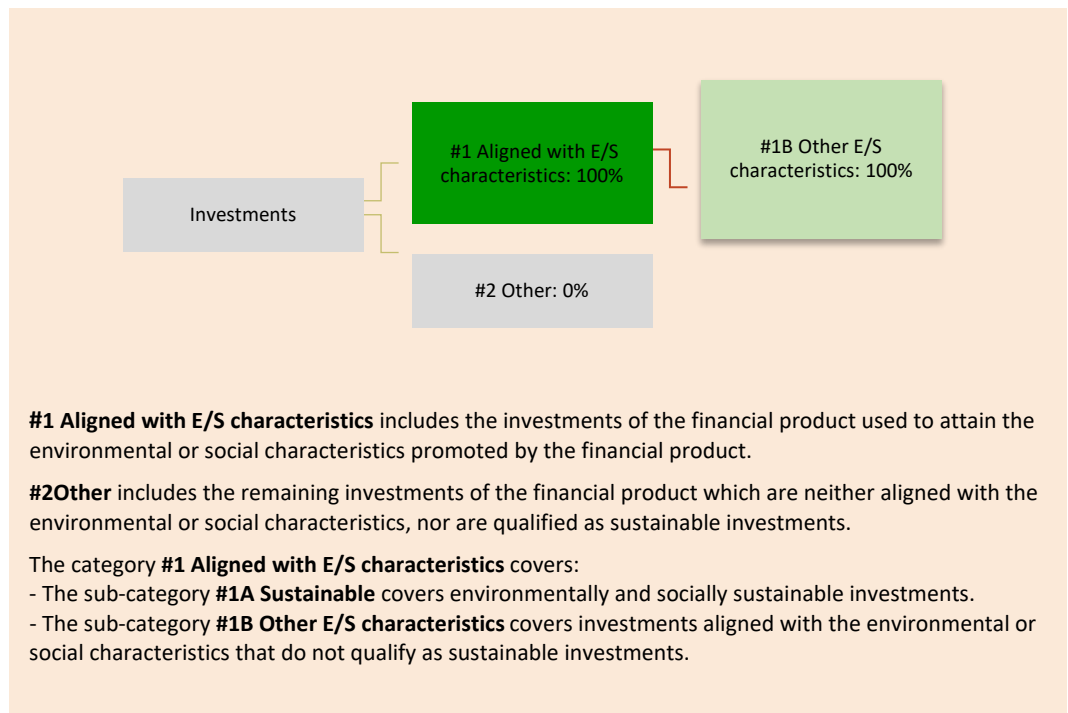 #1 Aligned with E/S
characteristics: 100%
#1B Other E/S
characteristics: 100%
Investments
#2 Other: 0%
#1 Aligned with E/S characteristics includes the investments of the financial product used to attain the
environmental or social characteristics promoted by the financial product.
#2Other includes the remaining investments of the financial product which are neither aligned with the
environmental or social characteristics, nor are qualified as sustainable investments.
The category #1 Aligned with E/S characteristics covers:
- The sub-category #1A Sustainable covers environmentally and socially sustainable investments.
- The sub-category #1B Other E/S characteristics covers investments aligned with the environmental or
social characteristics that do not qualify as sustainable investments.